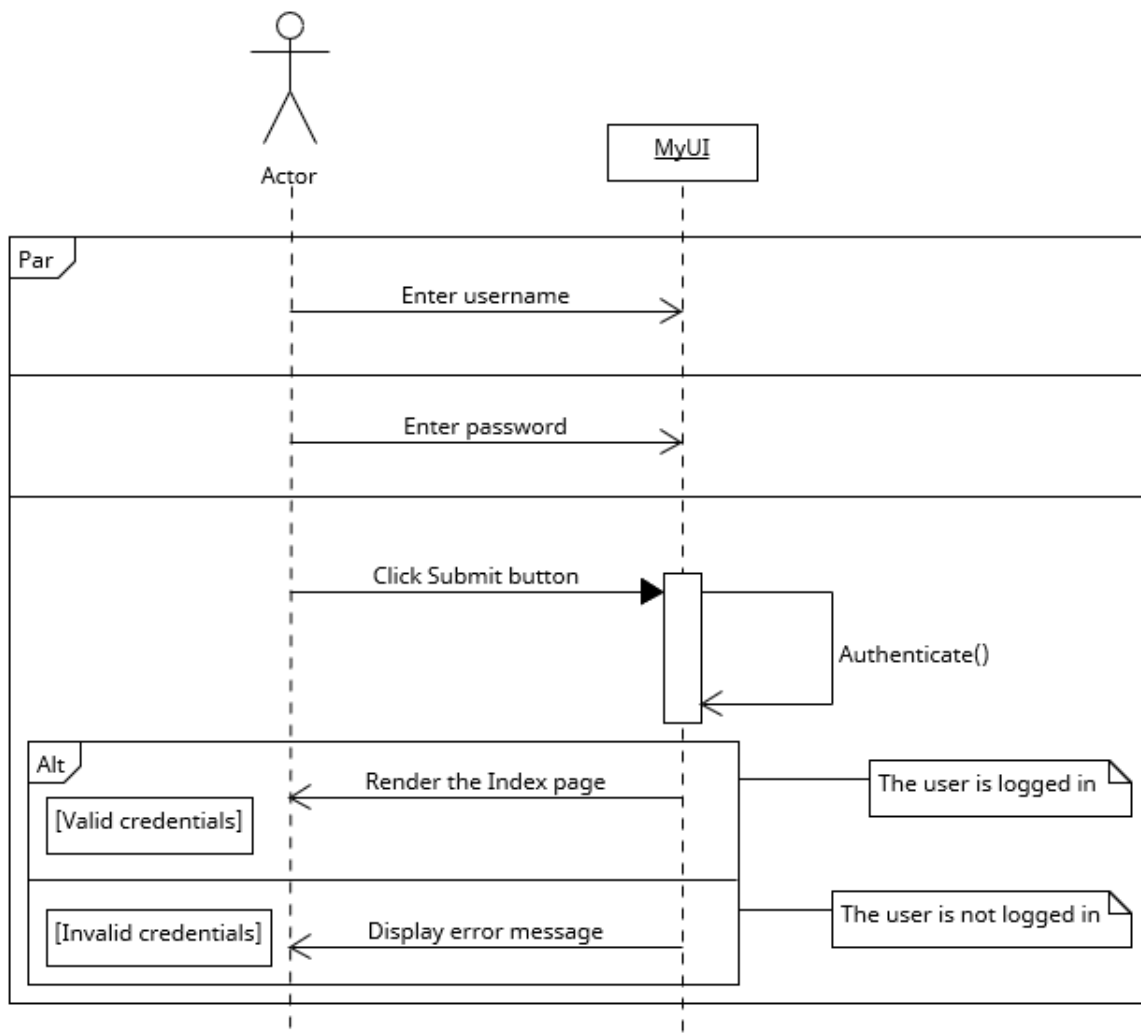 MyUI
Actor
Par
Enter username
Enter password
Click Submit button
Authenticate()
Alt
Render the Index page
The user is logged in
[Valid credentials]
The user is not logged in
[Invalid credentials]
Display error message